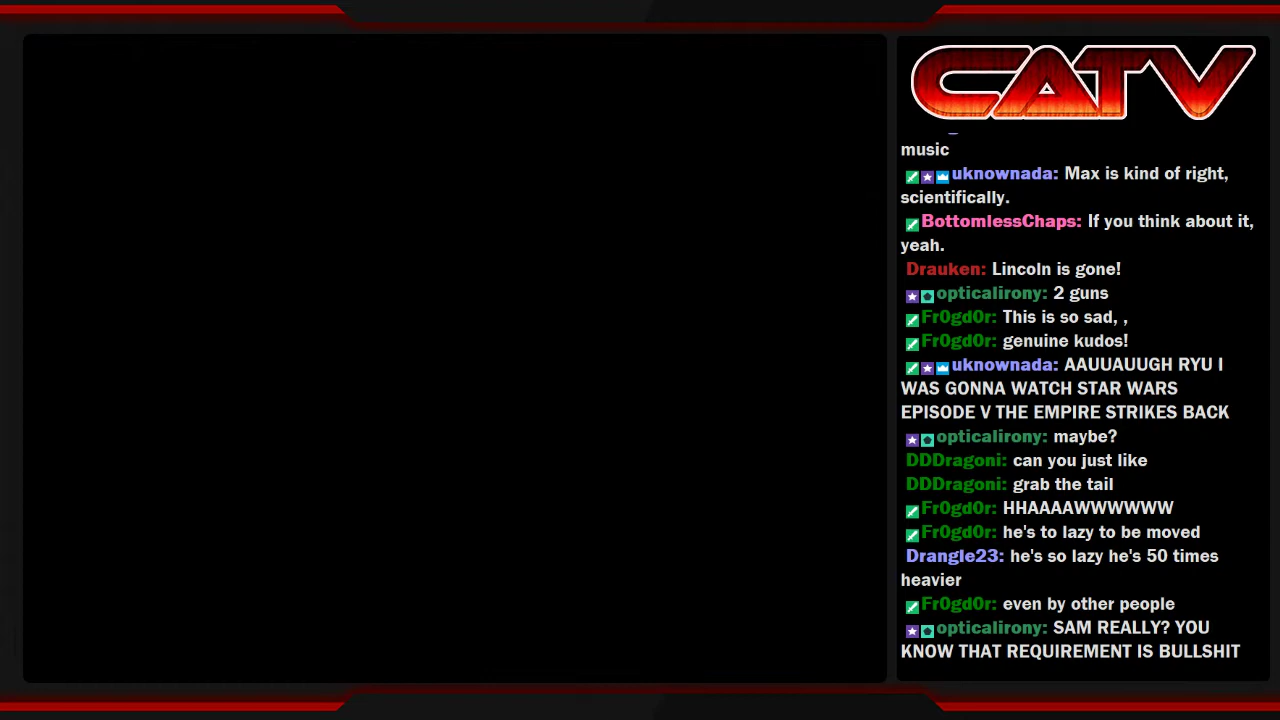 CATV
music
uknownada: Max is kind of right,
scientifically.
BottomlessChaps: If you think about it,
yeah.
Drauken: Lincoln is gone!
opticalirony: 2 guns
Fr0gd0r: This is so sad, ,
Fr0gd0r: genuine kudos!
uknownada: AAUUAUUGH RYU I
WAS GONNA WATCH STAR WARS
EPISODE V THE EMPIRE STRIKES BACK
opticalirony: maybe?
DDDragoni: can you just like
DDDragoni: grab the tail
Fr0gd0r: HHAAAAWWWWWW
Fr0gd0r: he's to lazy to be moved
Drangle23: he's so lazy he's 50 times
heavier
Fr0gd0r: even by other people
opticalirony: SAM REALLY? YOU
KNOW THAT REQUIREMENT IS BULLSHIT